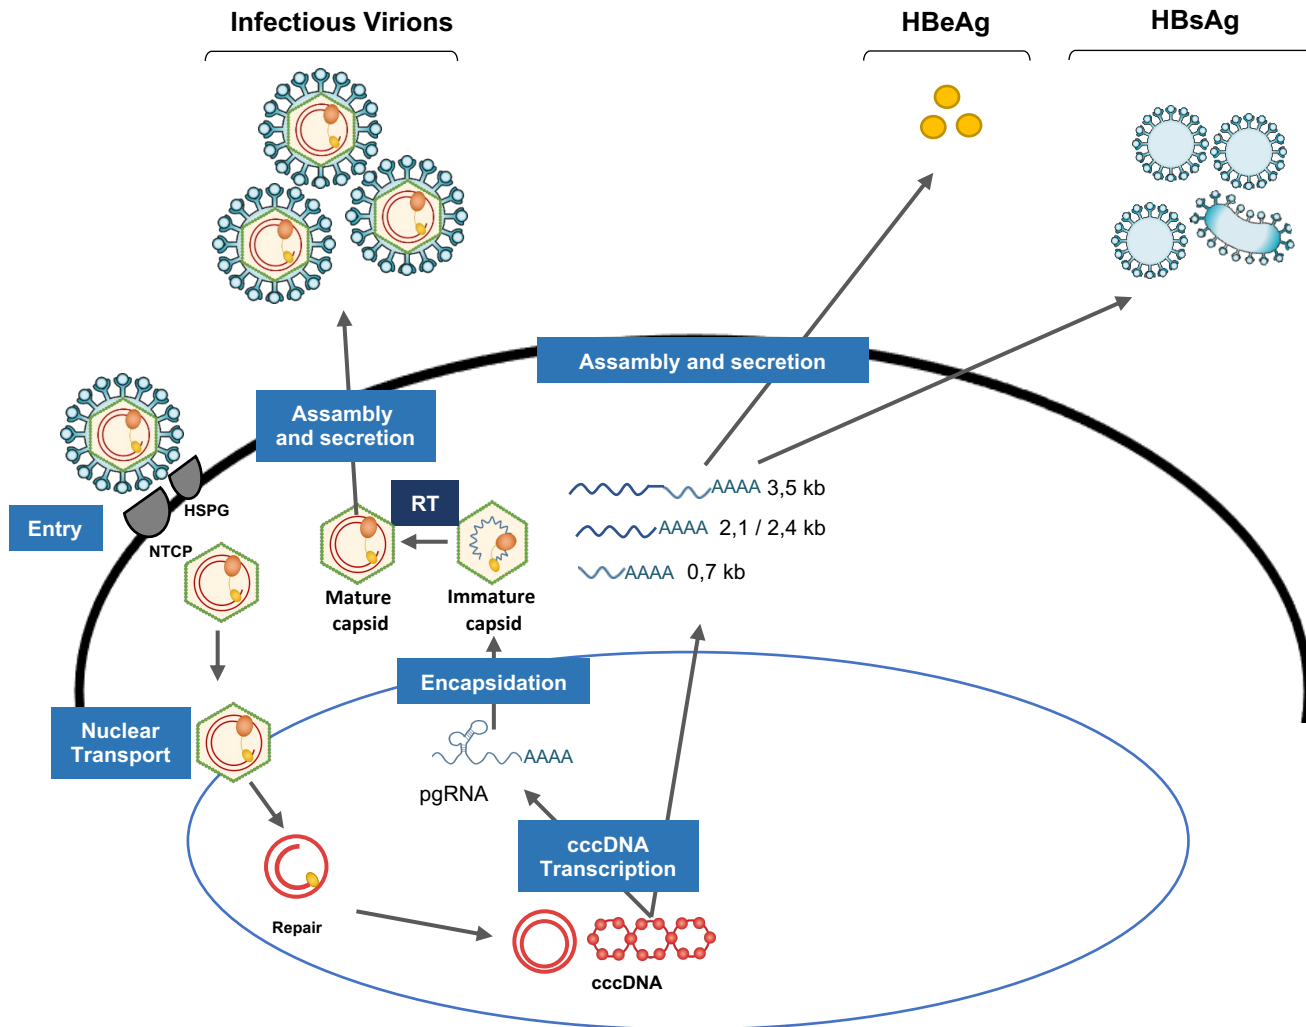 Infectious Virions
HBeAg
HBsAg
Assambly and secretion
Assambly
and secretion
HSPG
Entry
NTCP
RT
AAAA 3,5 kb
AAAA 2,1 / 2,4 kb
AAAA 0,7 kb
Mature
capsid
Immature
capsid
Encapsidation
Nuclear
Transport
AAAA
pgRNA
cccDNA
Transcription
Repair
cccDNA